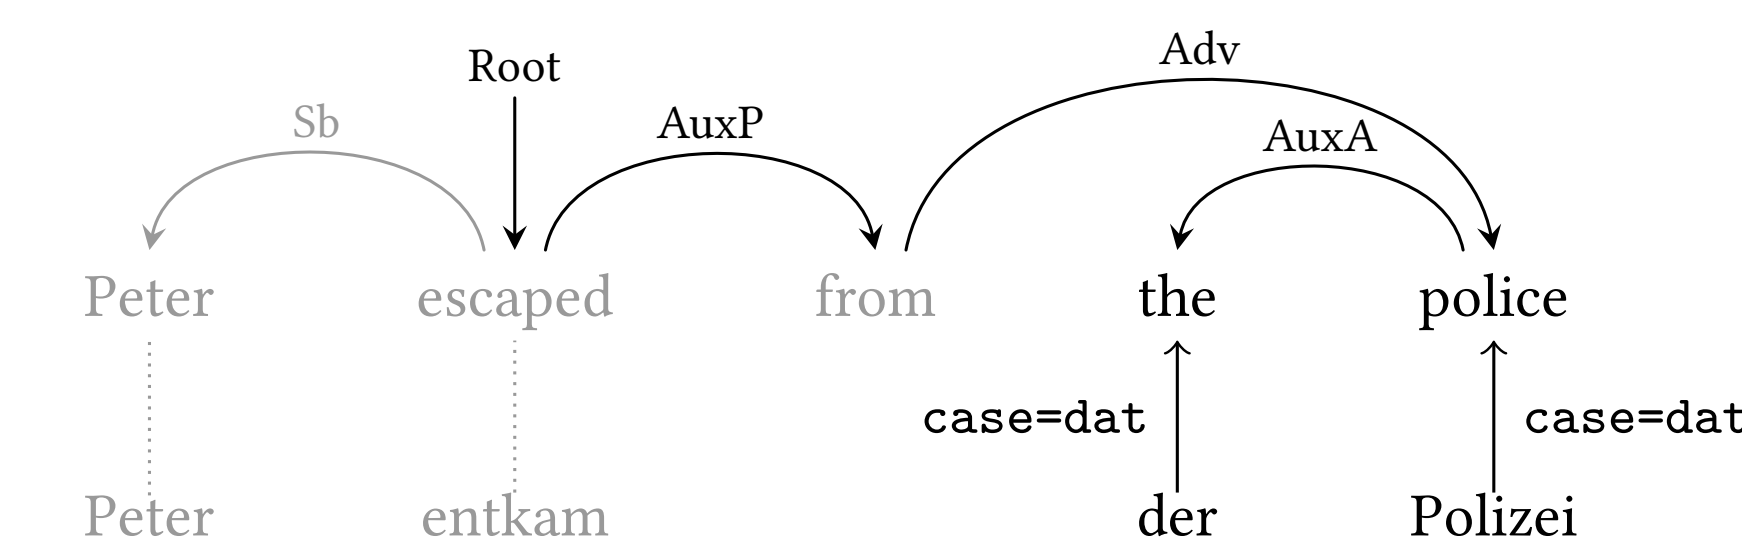 Adv
Root
Sb AuxP AuxA
Peter escaped from the police
case=dat case=dat
Peter entkam der Polizei